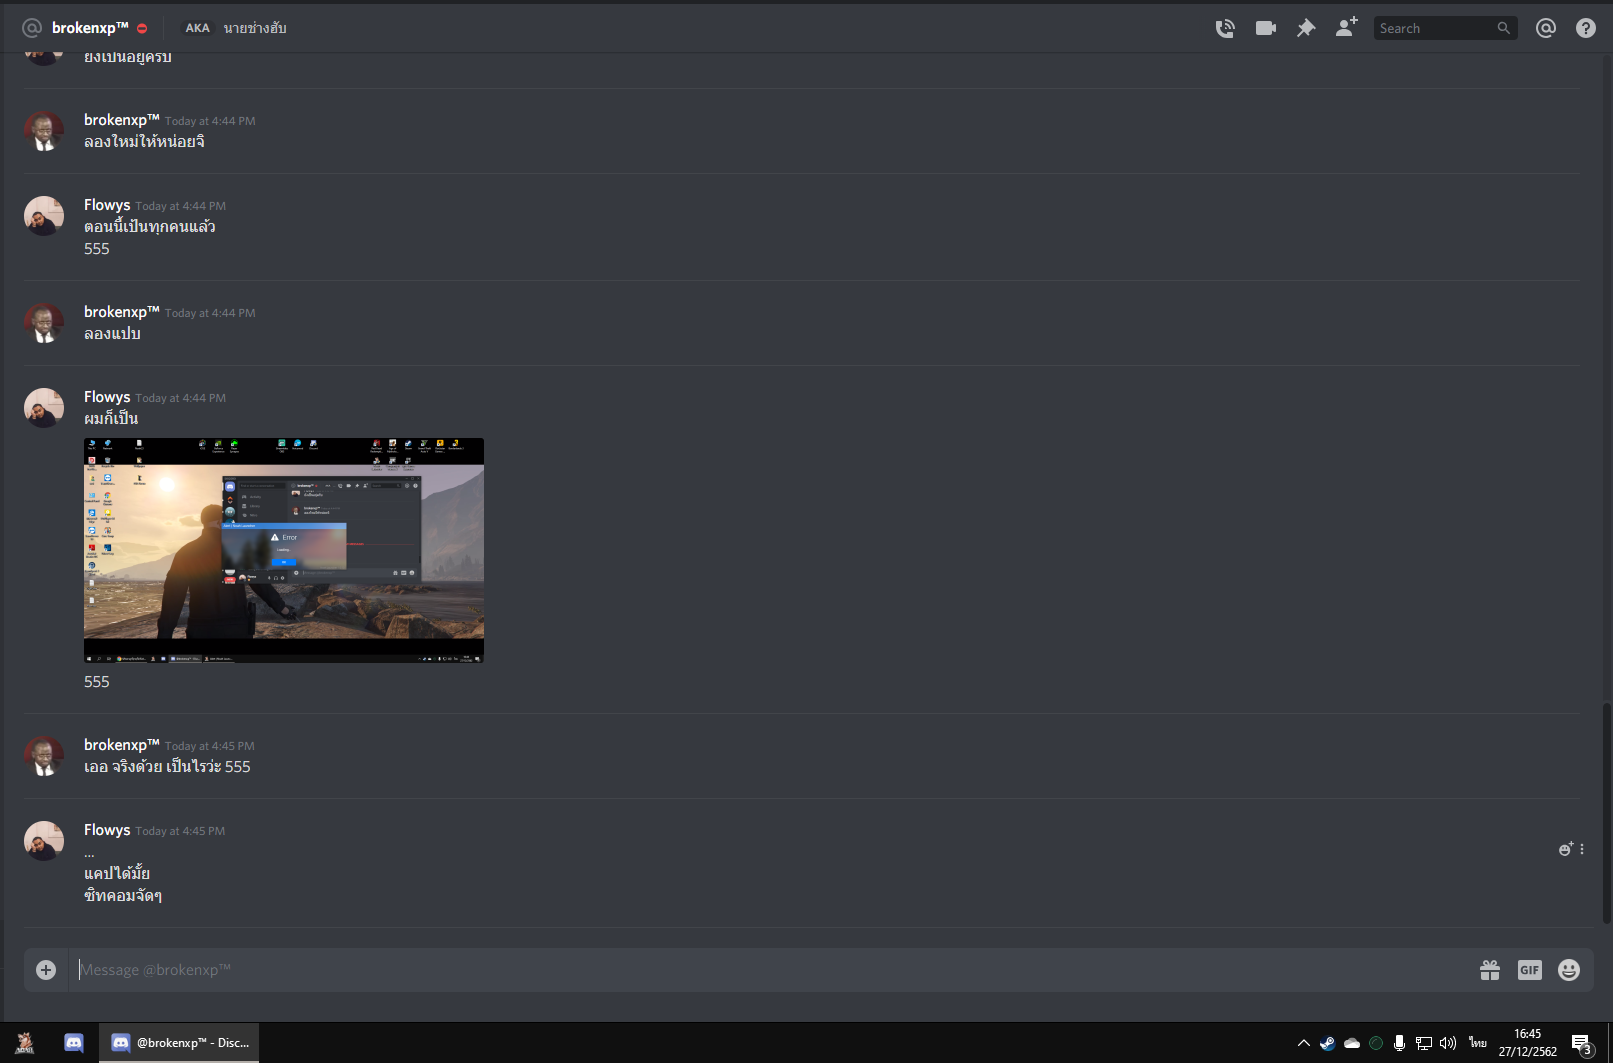 brokenxp™ AKA นายช่างฮับ
Search
ยังเป็นอยู่ครับ
brokenxp™ Today at 4:44 PM
ลองใหม่ให้หน่อยจิ
Flowys Today at 4:44 PM
ตอนนี้เป้นทุกคนแล้ว
555
brokenxp™ Today at 4:44 PM
ลองแปบ
Flowys Today at 4:44 PM
ผมก็เป็น
Error
Loading
OK
555
brokenxp™ Today at 4:45 PM
เออ จริงด้วย เป็นไรว่ะ 555
Flowys Today at 4:45 PM
...
แคปได้มั้ย
ซิทคอมจัดๆ
Message @brokenxp™
GIF
@brokenxp™ - Disc...
ไทย
16:45
27/12/2562
3